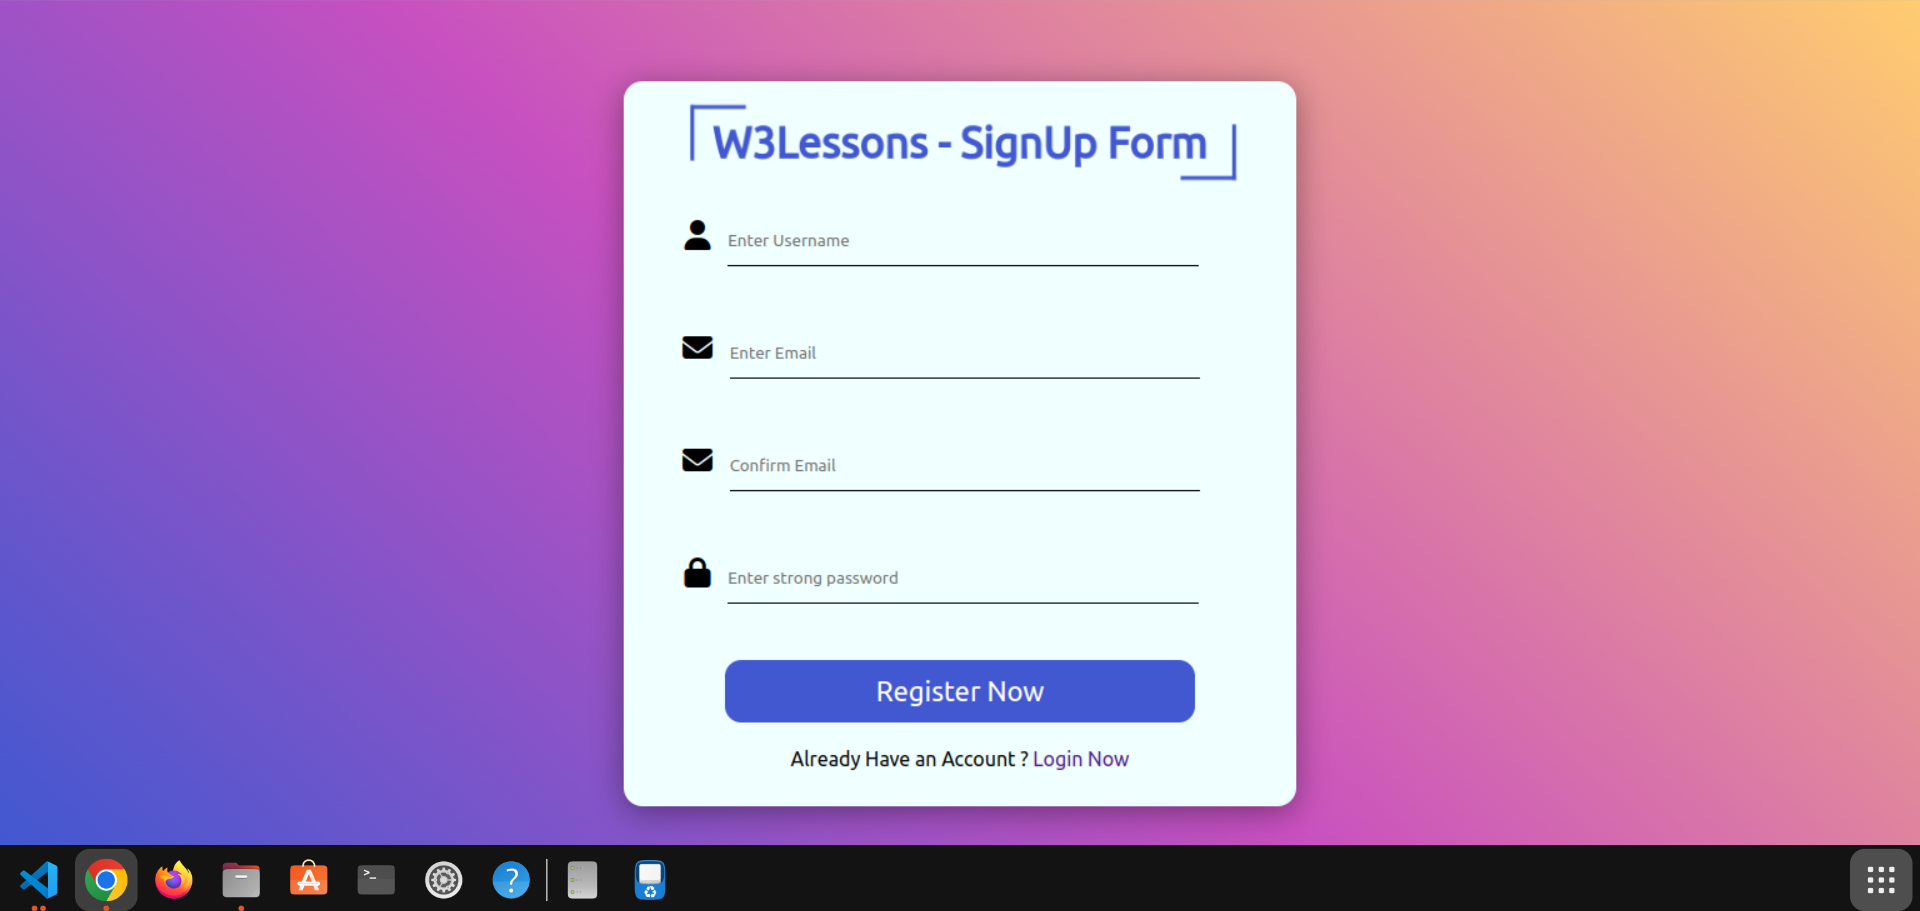 W3Lessons - SignUp Form
Enter Username
Enter Email
Confirm Email
Enter strong password
Register Now
Already Have an Account ? Login Now